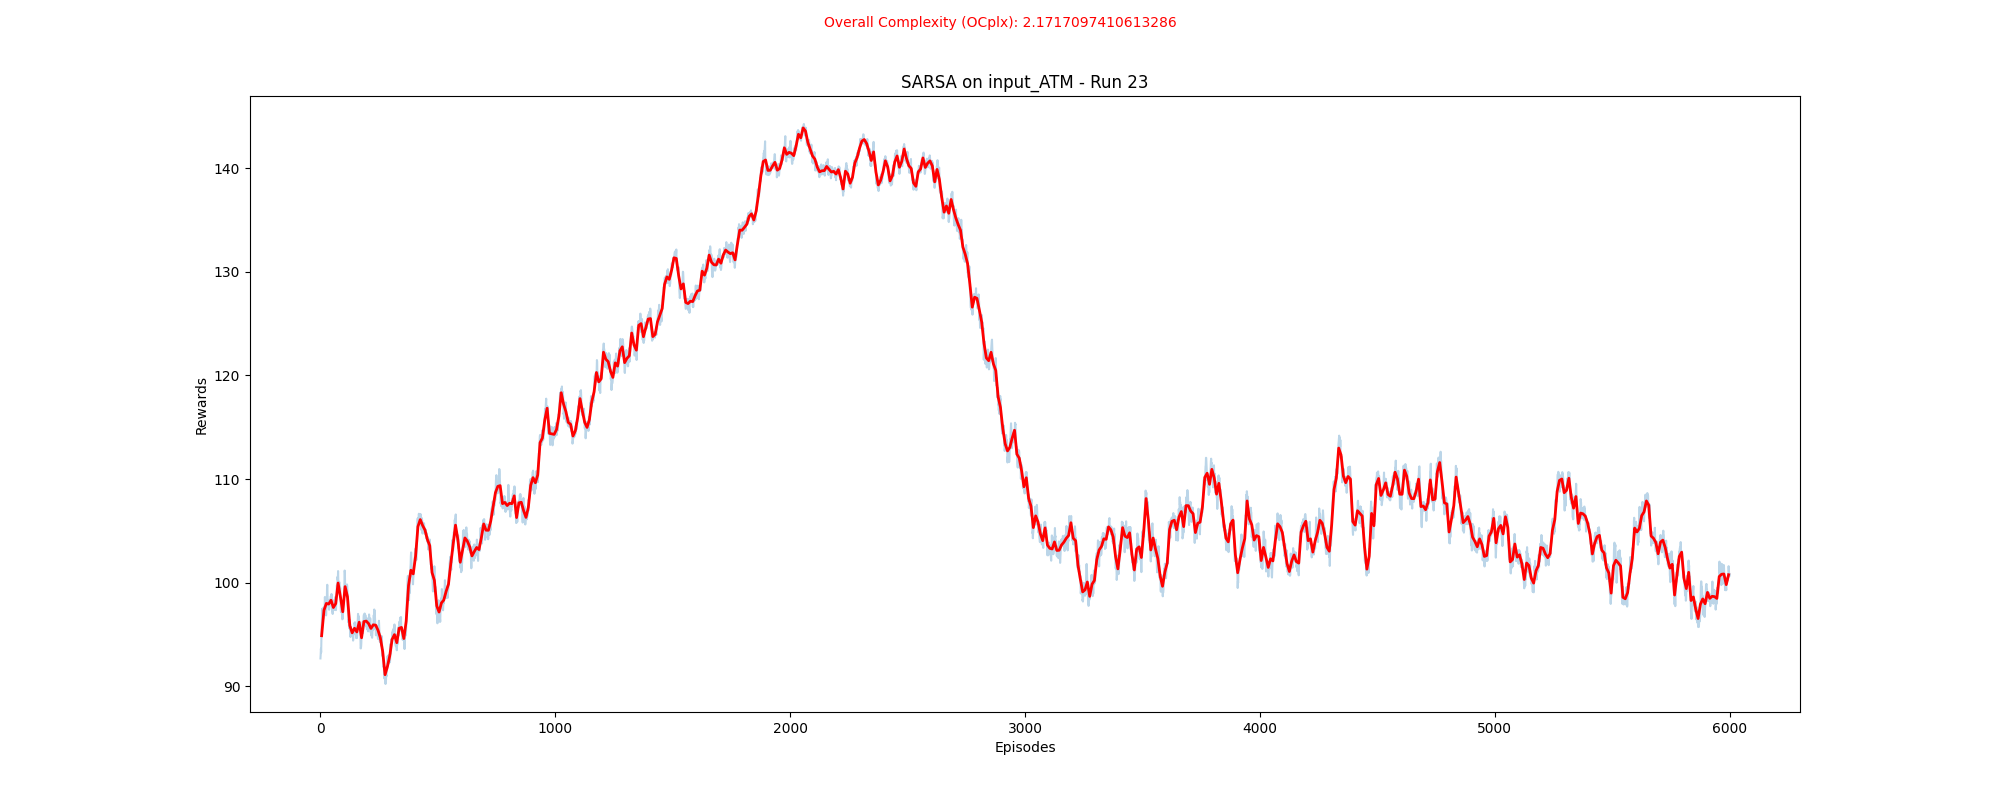 Overall Complexity (OCplx): 2.1717097410613286
SARSA on input_ATM - Run 23
Rewards
140
130
120
110
100
90
0 1000 2000 3000 4000 5000 6000
Episodes